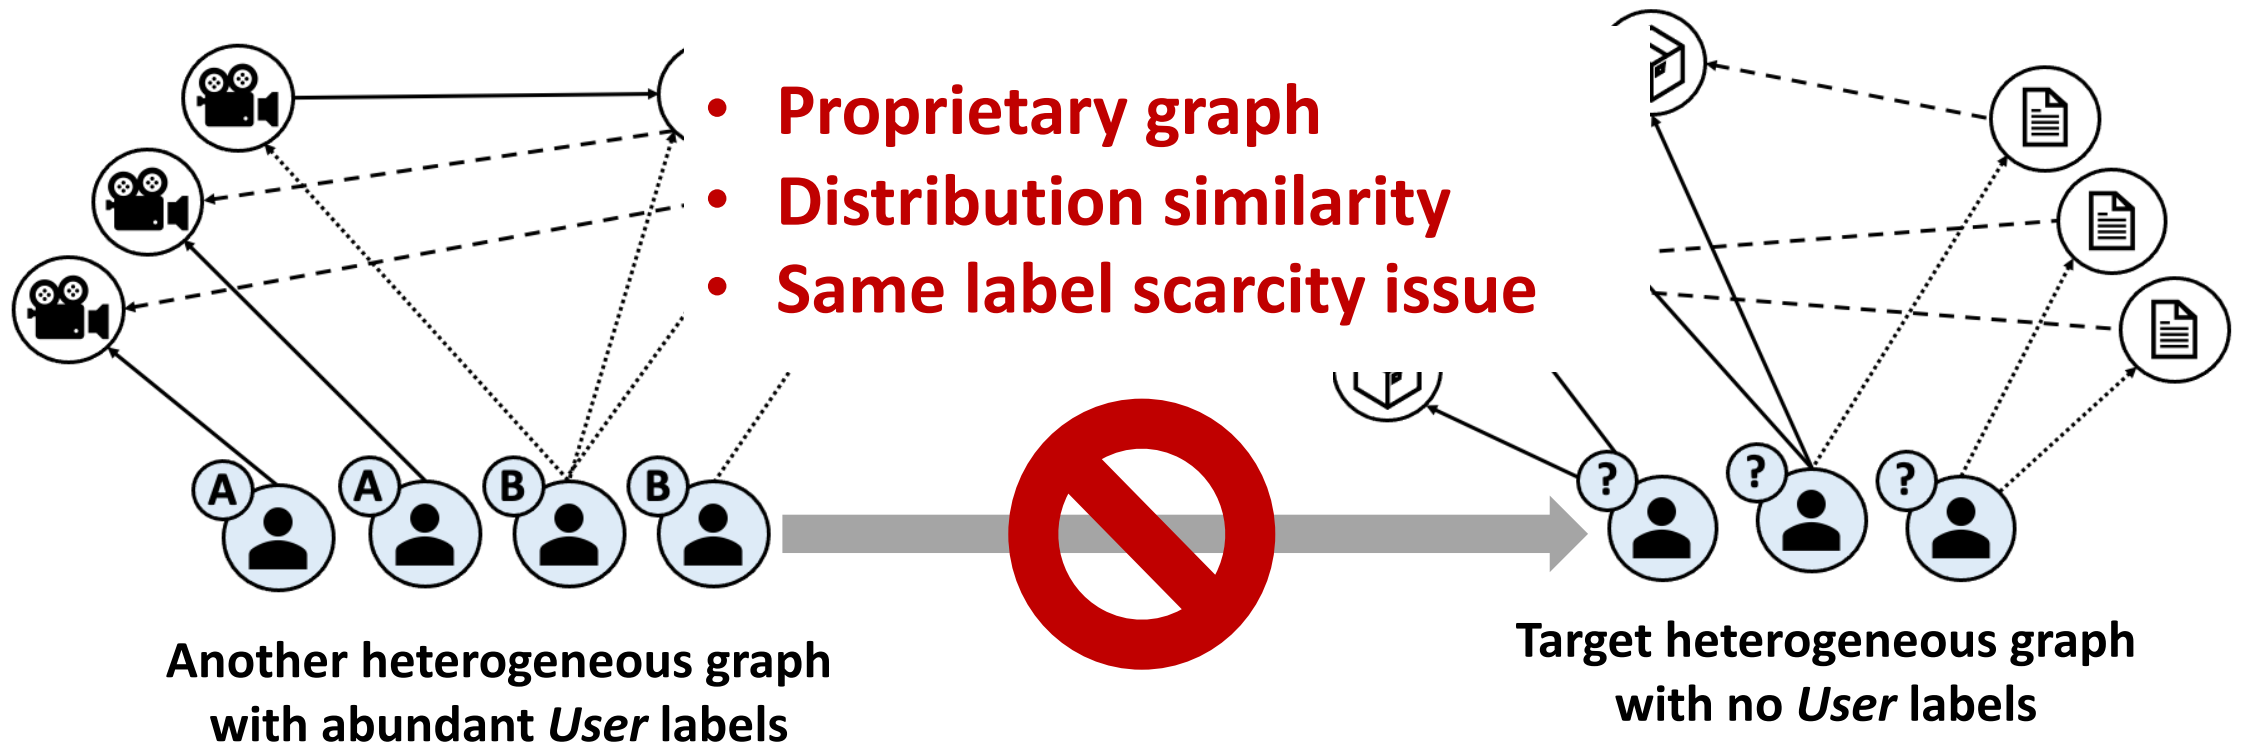 • Proprietary graph
• Distribution similarity
• Same label scarcity issue
A A B B
? ? ?
Another heterogeneous graph
with abundant User labels
Target heterogeneous graph
with no User labels